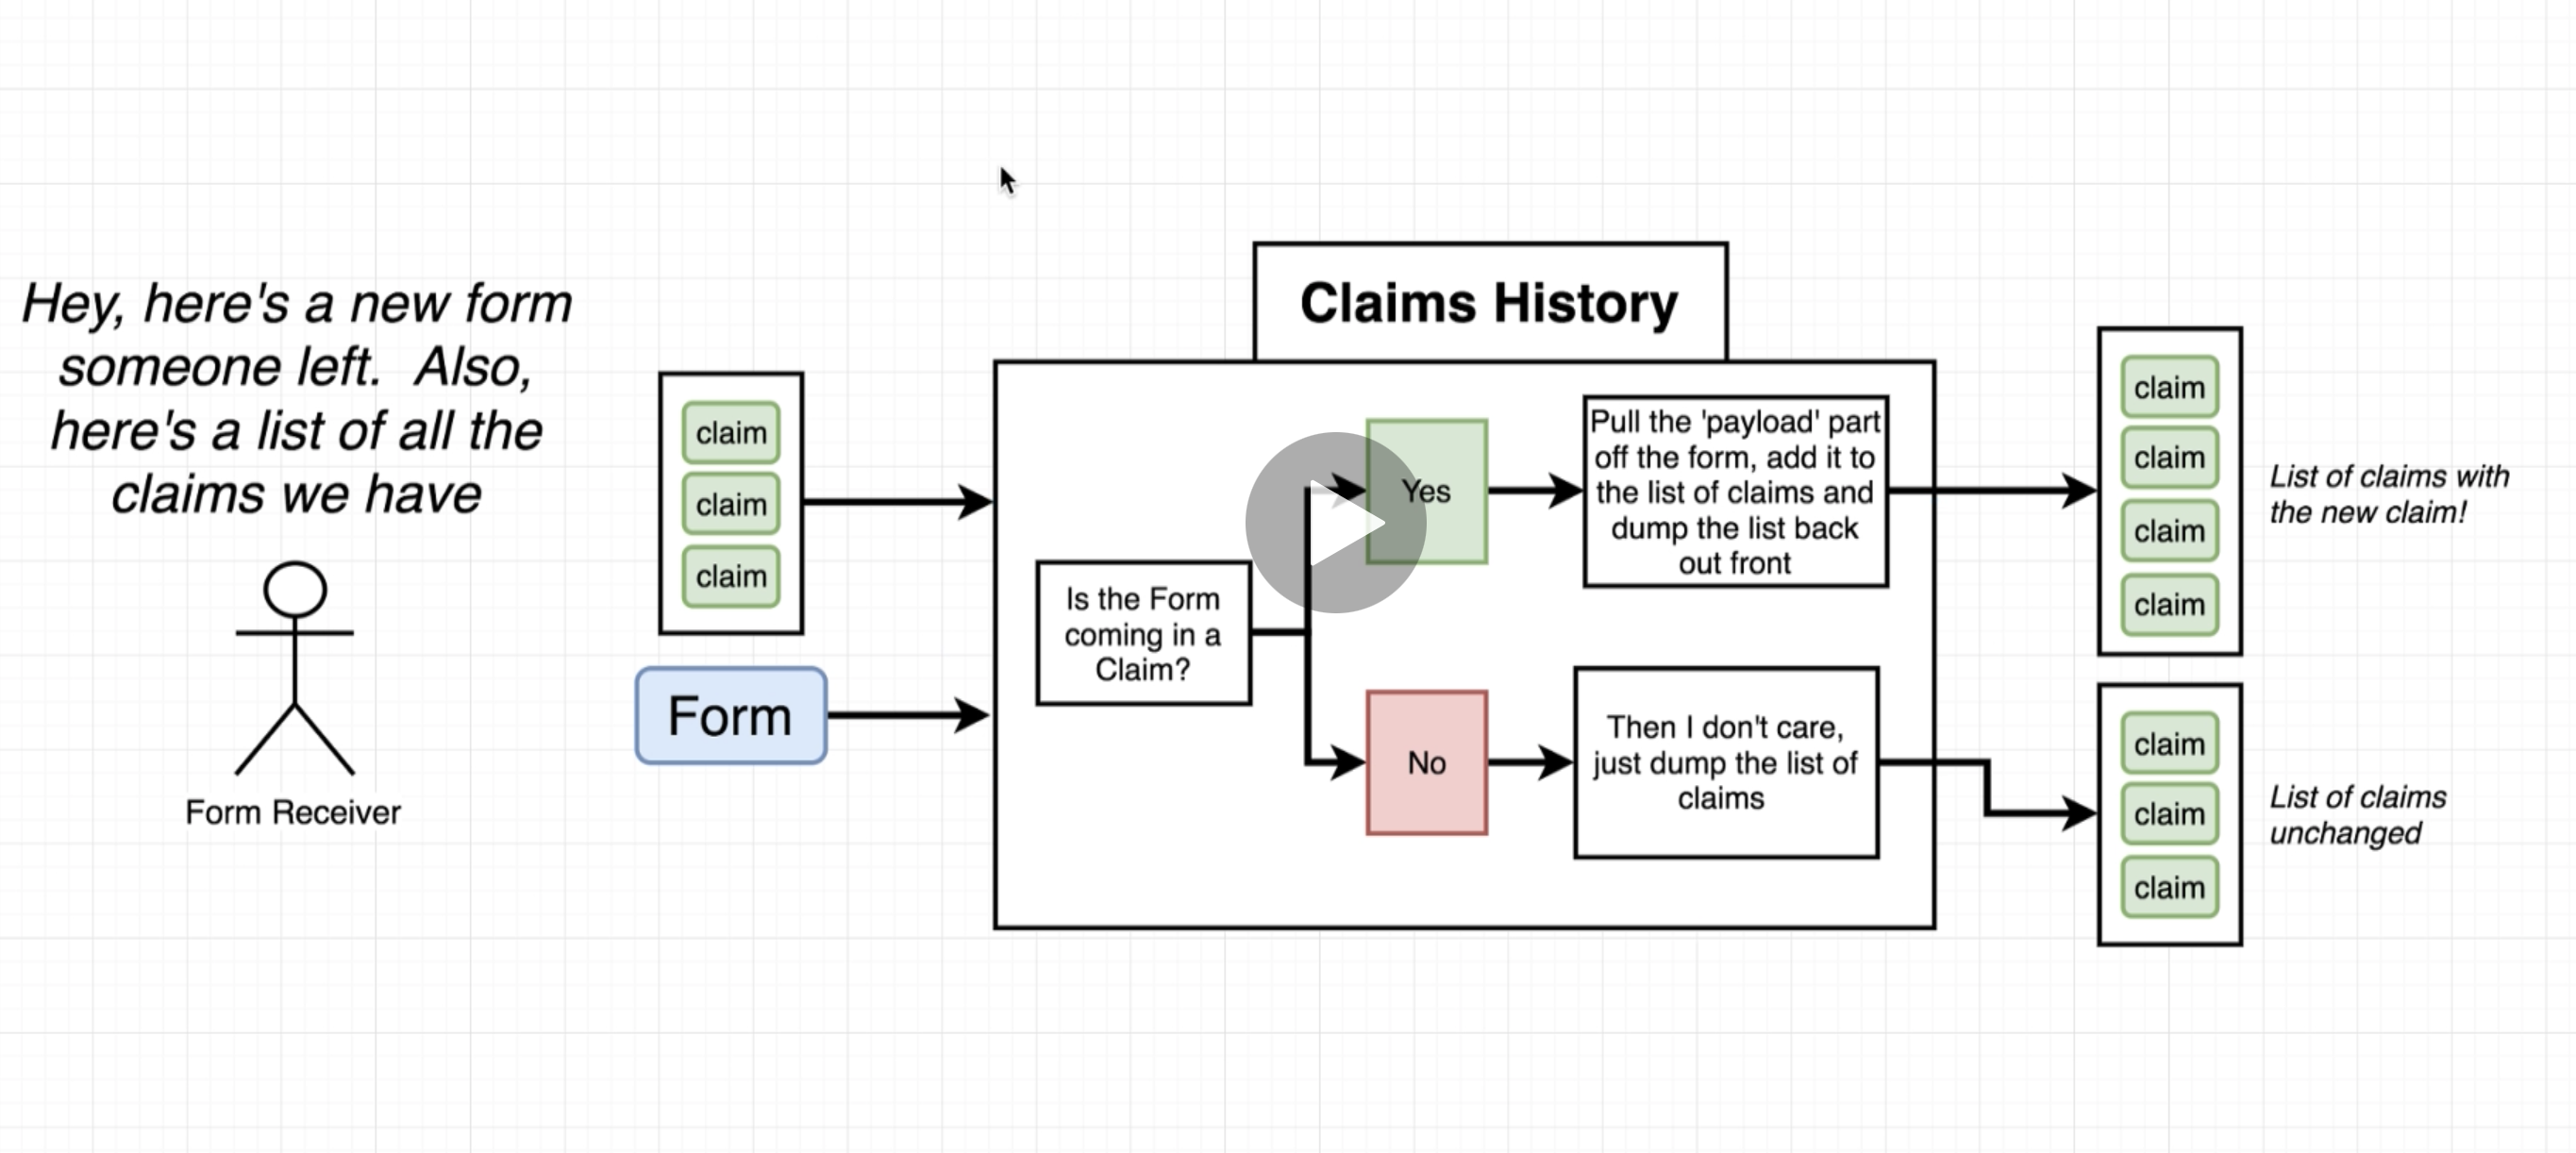 Hey, here's a new form
someone left.  Also,
here's a list of all the
claims we have
Form Receiver
claim
claim
claim
Form
Claims History
Is the Form
coming in a
Claim?
Yes
Pull the 'payload' part
off the form, add it to
the list of claims and
dump the list back
out front
No
Then I don't care,
just dump the list of
claims
claim
claim
claim
claim
List of claims with
the new claim!
claim
claim
claim
List of claims
unchanged